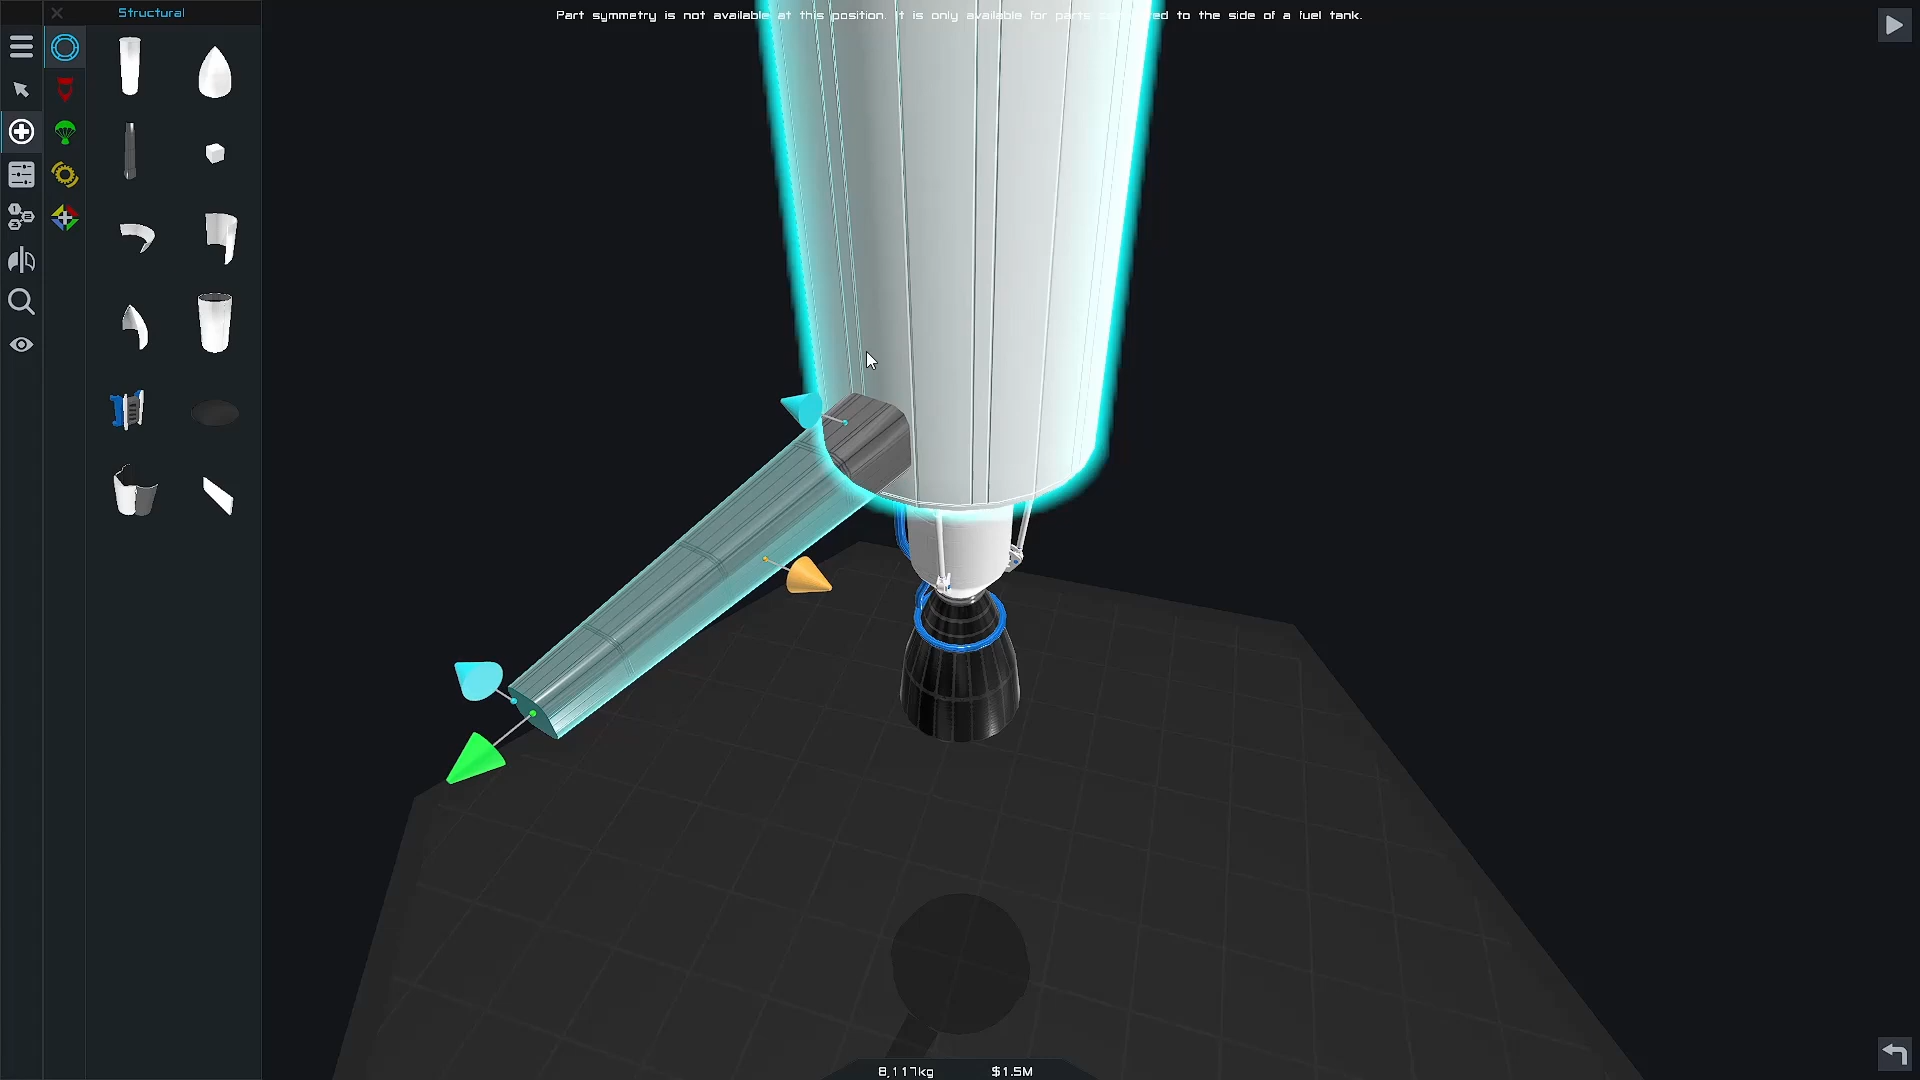 Structural
Part symmetry is not available at this position. It is only available for parts ed to the side of a fuel tank.
8,117kg
$1.5M